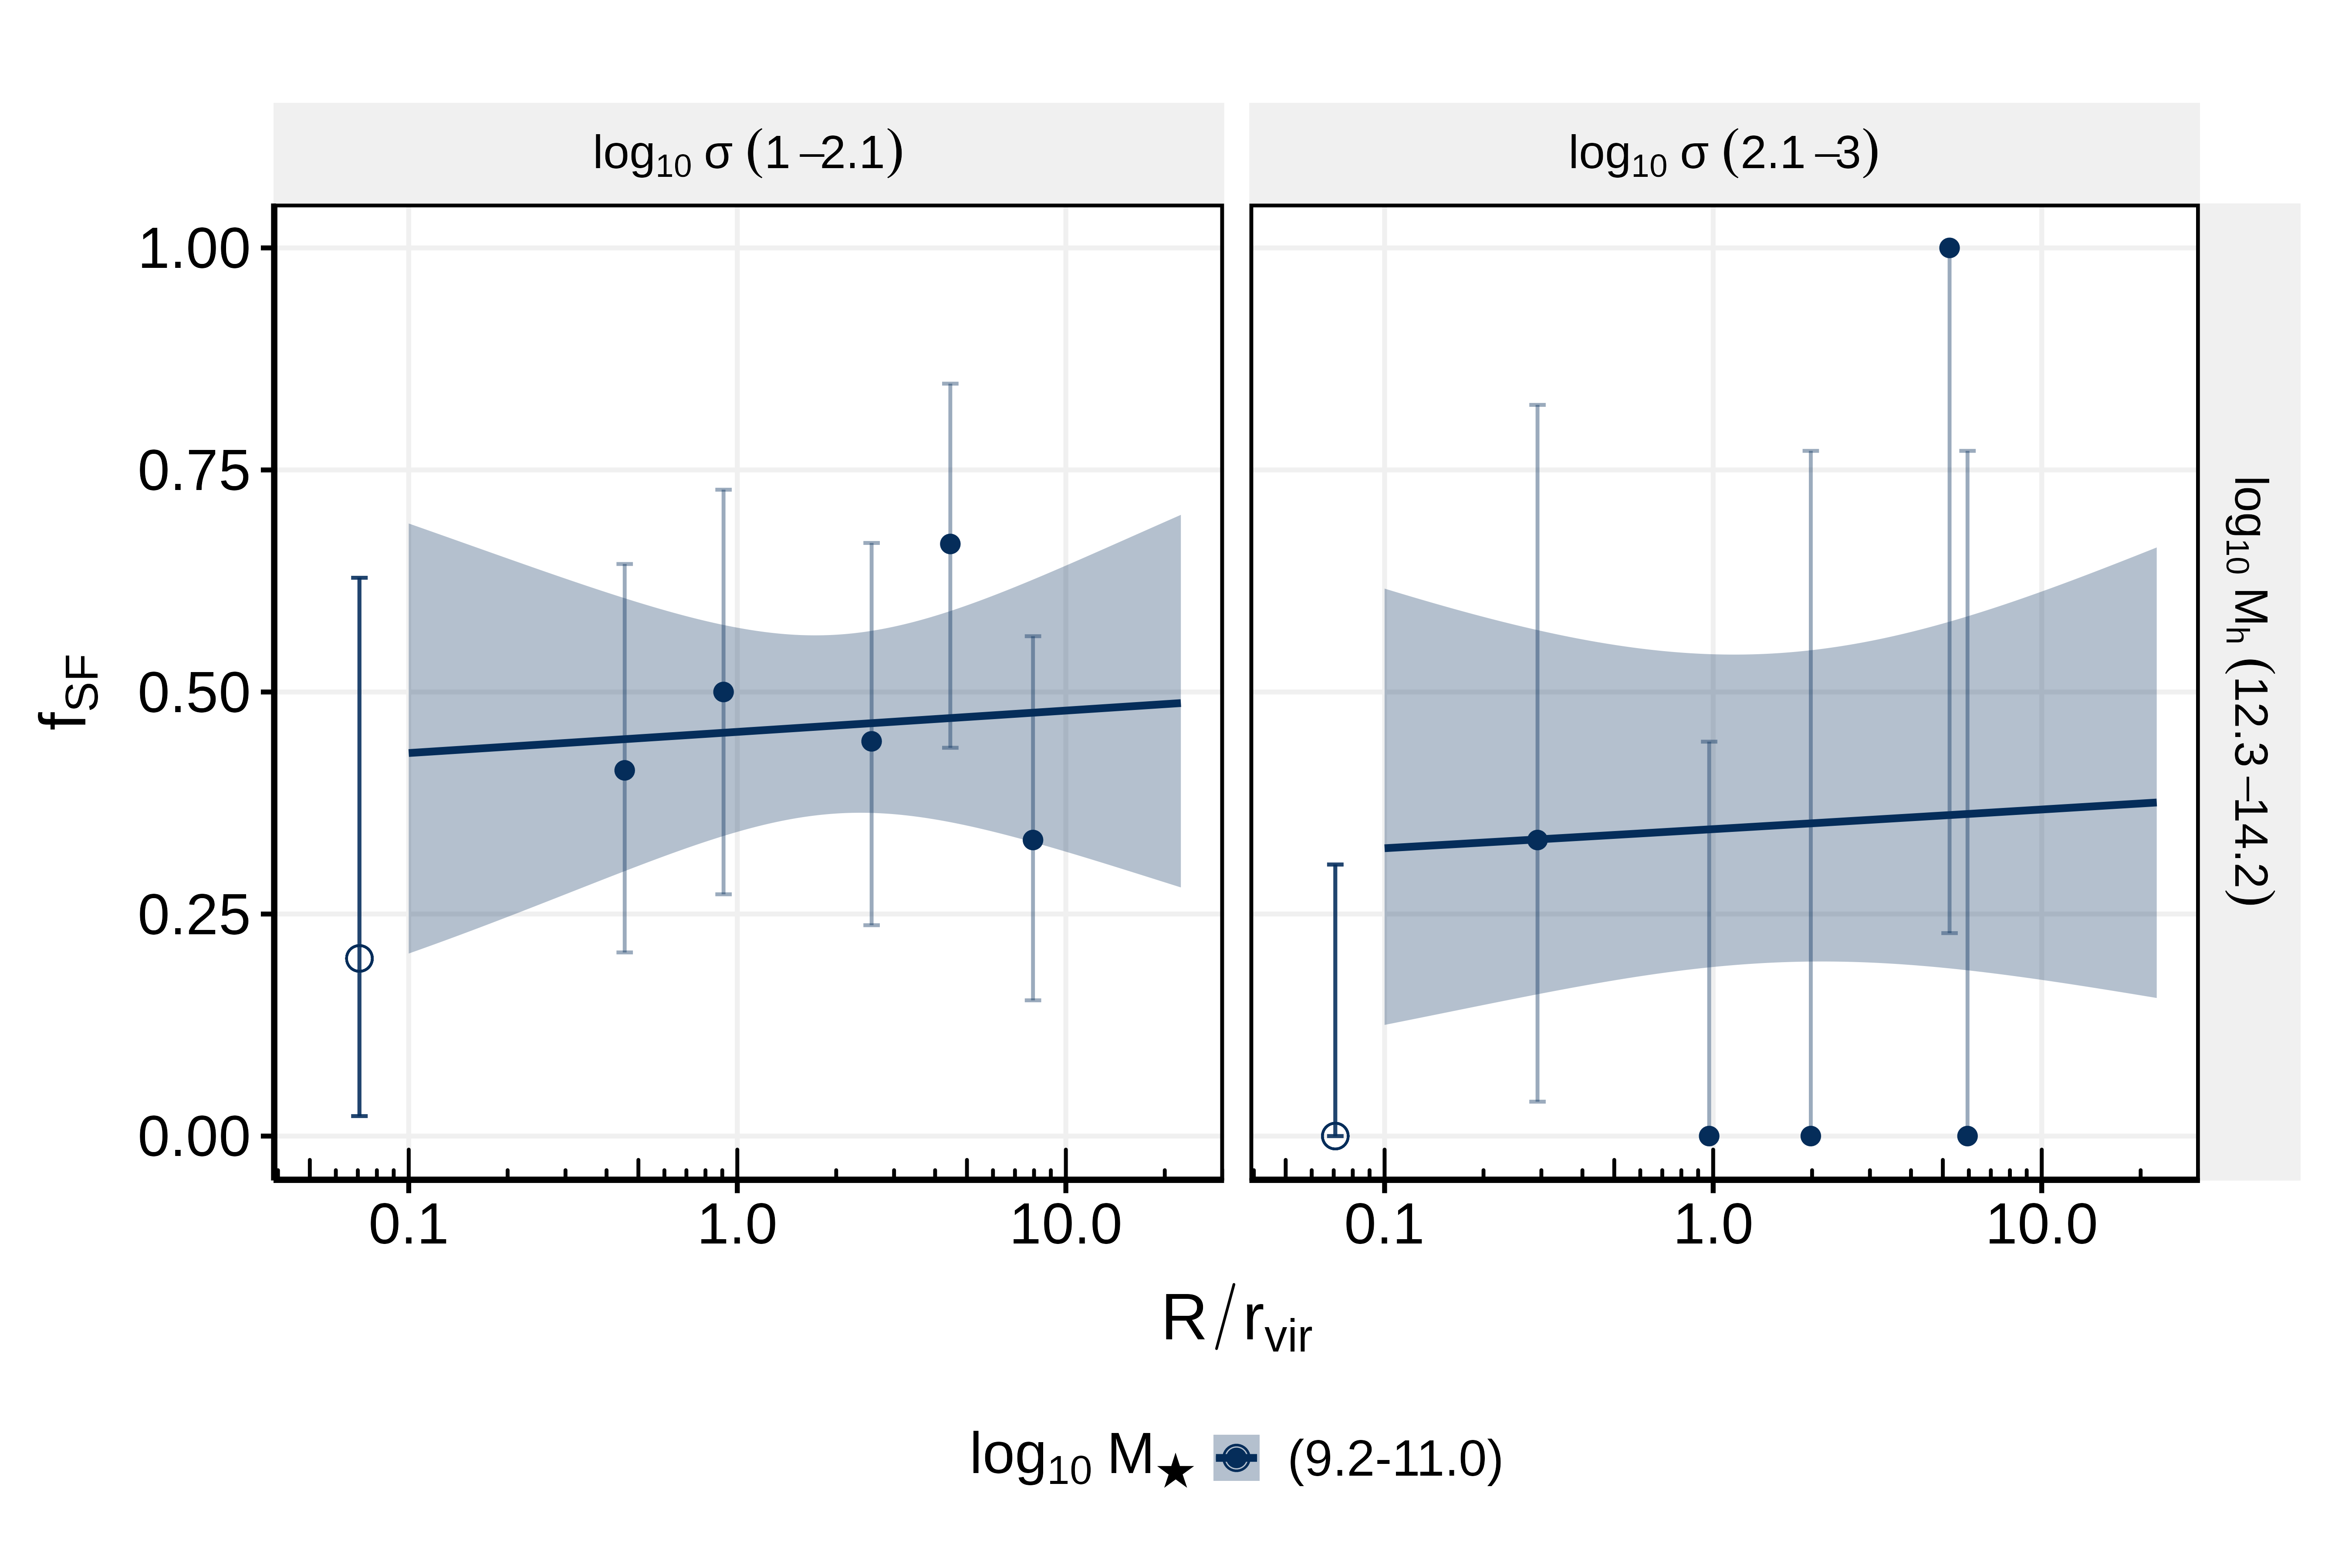 log10 σ (1–2.1)
log10 σ (2.1–3)
1.00
0.75
0.50
0.25
0.00
fSF
log10 Mh (12.3–14.2)
0.1 1.0 10.0
0.1 1.0 10.0
R/rvir
log10 M★ (9.2-11.0)